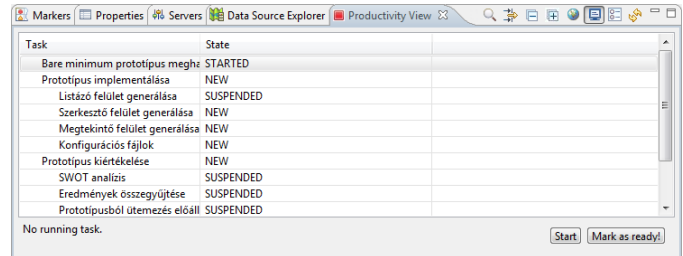 Markers Properties Servers Data Source Explorer Productivity View
Task State
Bare minimum prototípus megha STARTED
Prototípus implementálása NEW
Listázó felület generálása SUSPENDED
Szerkesztő felület generálása NEW
Megtekintő felület generálása NEW
Konfigurációs fájlok NEW
Prototípus kiértékelése NEW
SWOT analízis SUSPENDED
Eredmények összegyűjtése SUSPENDED
Prototípusból ütemezés előáll SUSPENDED
No running task. Start Mark as ready!